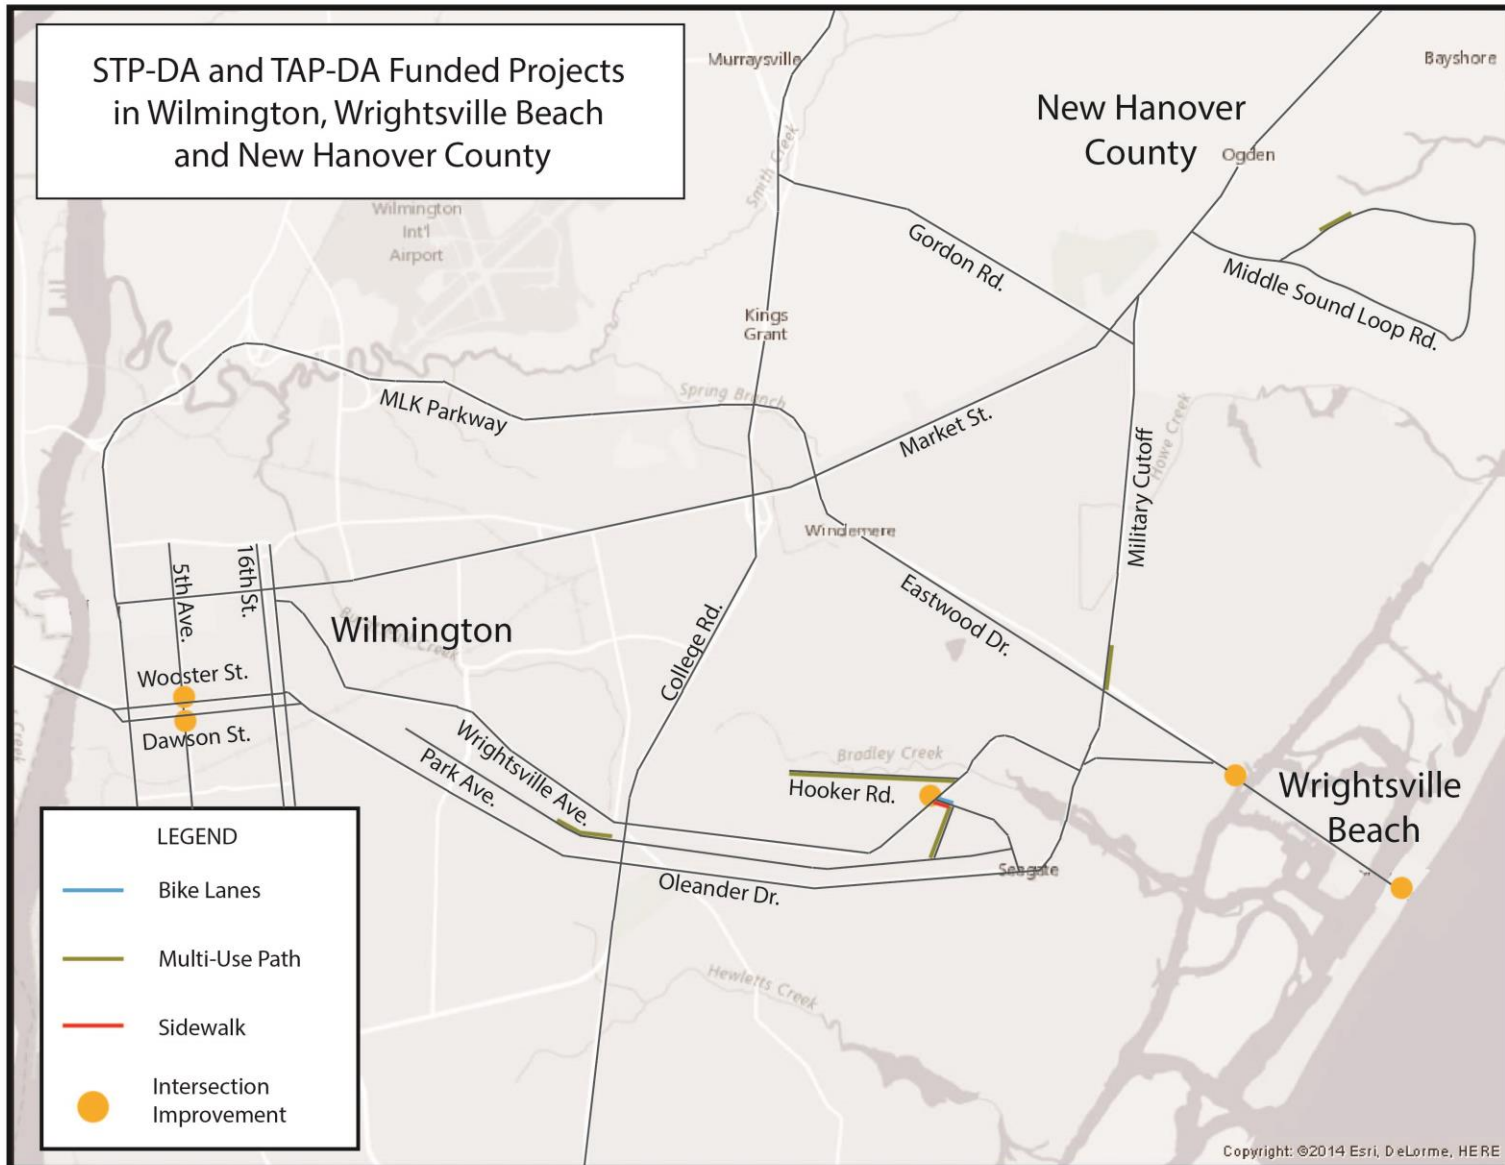 STP-DA and TAP-DA Funded Projects
in Wilmington, Wrightsville Beach
and New Hanover County
Murraysville
Bayshore
New Hanover
County
Ogden
Smith Creek
Wilmington
Int'l
Airport
Gordon Rd.
Middle Sound Loop Rd.
Kings
Grant
MLK Parkway
Spring Branch
Market St.
Howe Creek
Military Cutoff
Windemere
16th St.
5th Ave.
Eastwood Dr.
Wilmington
College Rd.
Wooster St.
Dawson St.
Wrightsville Ave.
Park Ave.
Bradley Creek
Hooker Rd.
Wrightsville
Beach
Seagate
Oleander Dr.
Hewletts Creek
LEGEND
Bike Lanes
Multi-Use Path
Sidewalk
Intersection
Improvement
Copyright: ©2014 Esri, DeLorme, HERE